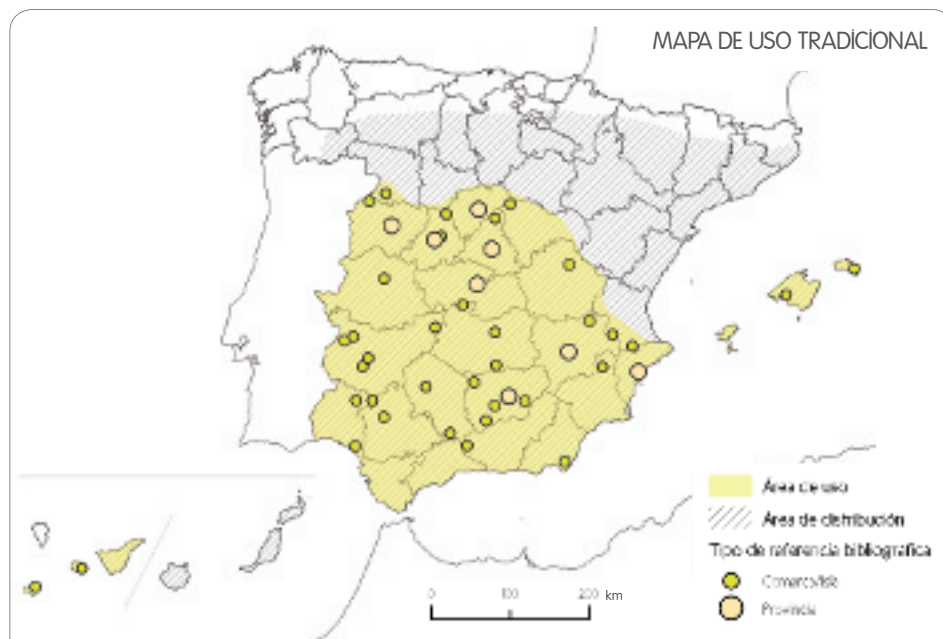 MAPA DE USO TRADICIONAL
Área de uso
Área de distribución
Tipo de referencia bibliográfica
Comarca/Isla
Provincia
0 100 200 km